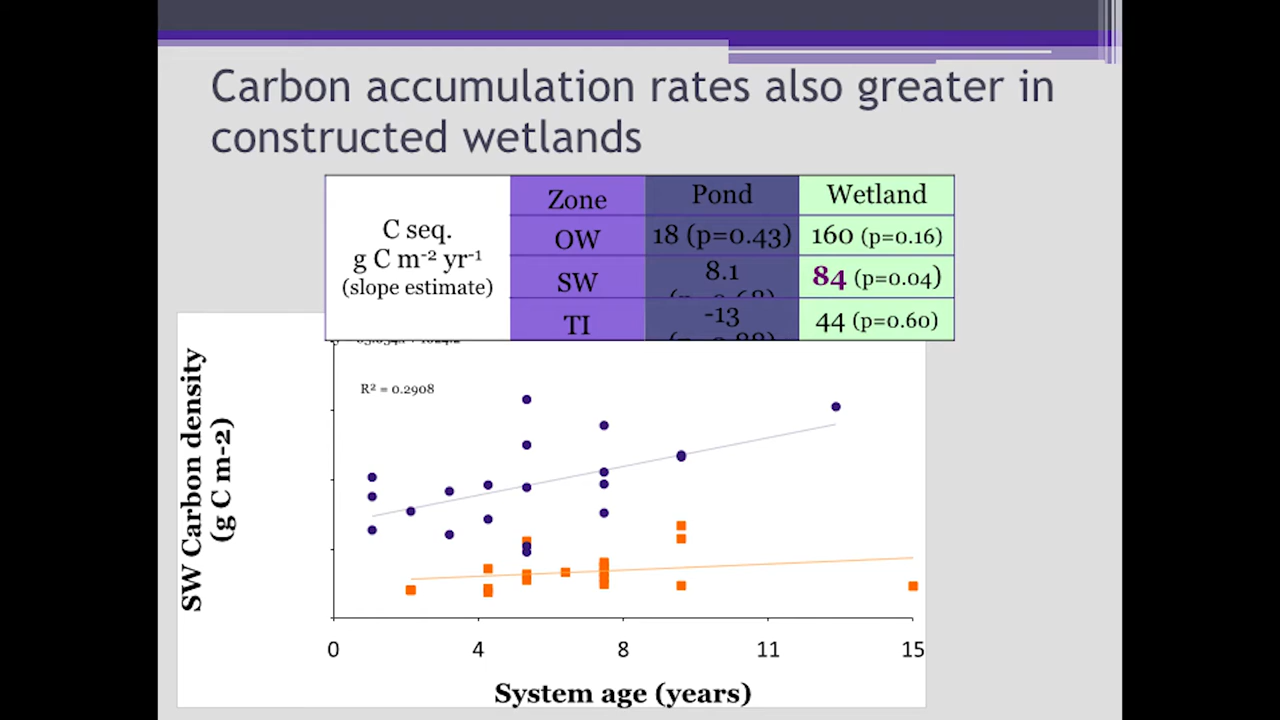 Carbon accumulation rates also greater in
constructed wetlands
C seq.
g C m-2 yr-1
(slope estimate)
Zone Pond Wetland
OW 18 (p=0.43) 160 (p=0.16)
SW 8.1 84 (p=0.04)
TI -13 44 (p=0.60)
R² = 0.2908
SW Carbon density
(g C m-2)
0 4 8 11 15
System age (years)